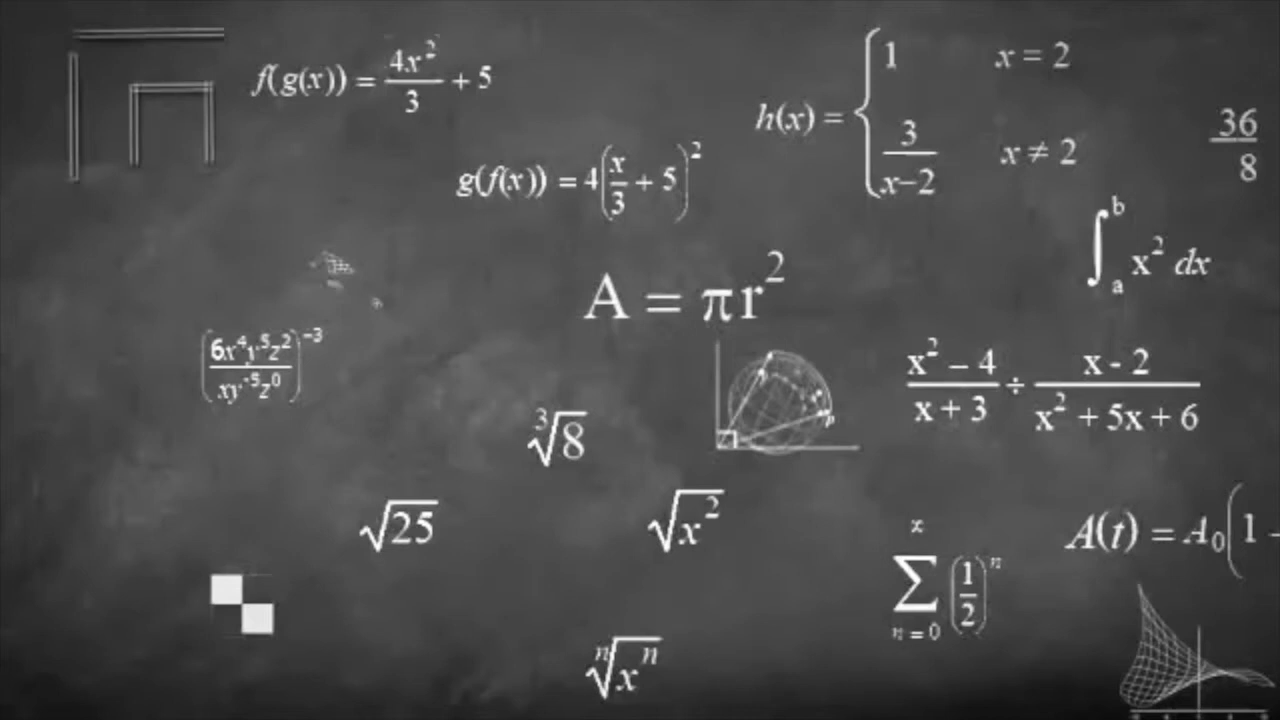 f(g(x)) = 4x²/3 + 5
h(x) = { 1 x = 2
3/(x–2) x ≠ 2
36/8
g(f(x)) = 4(x/3 + 5)²
∫ₐᵇ x² dx
A = πr²
(6x⁴y⁵z²/xy⁻⁵z⁰)⁻³
(x² – 4)/(x + 3) ÷ (x - 2)/(x² + 5x + 6)
∛8
√25
√x²
A(t) = A₀(1 -
x
∑ (1/2)ⁿ
n = 0
ⁿ√xⁿ